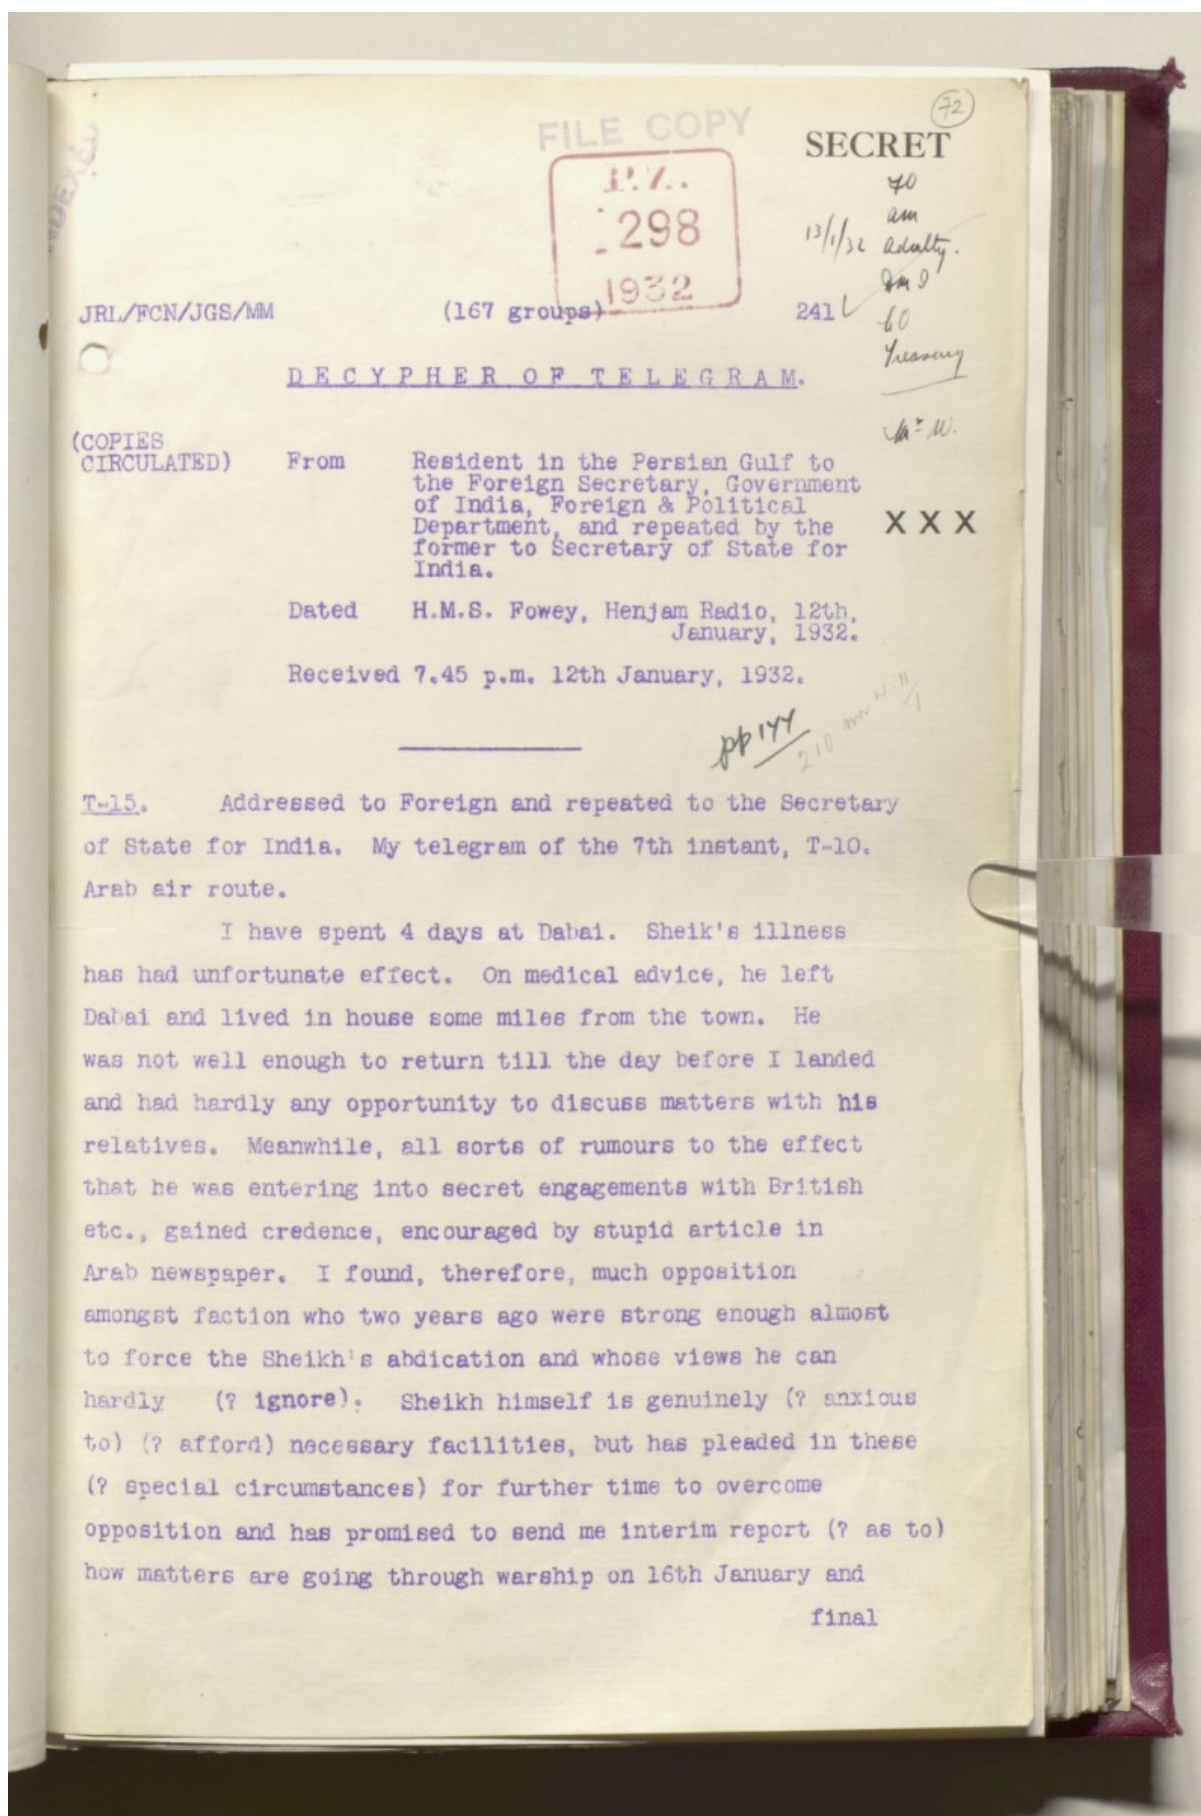 72
FILE COPY
SECRET
P.Z.
298
1932
13/1/32
INDEXED
JRL/FCN/JGS/MM (167 groups) 241
Treasury
DECYPHER OF TELEGRAM.
(COPIES
CIRCULATED)
From Resident in the Persian Gulf to
the Foreign Secretary, Government
of India, Foreign & Political
Department, and repeated by the
former to Secretary of State for
India.
X X X
Dated H.M.S. Fowey, Henjam Radio, 12th,
January, 1932.
Received 7.45 p.m. 12th January, 1932.
pp 144
T-15. Addressed to Foreign and repeated to the Secretary
of State for India. My telegram of the 7th instant, T-10.
Arab air route.
I have spent 4 days at Dabai. Sheik's illness
has had unfortunate effect. On medical advice, he left
Dabai and lived in house some miles from the town. He
was not well enough to return till the day before I landed
and had hardly any opportunity to discuss matters with his
relatives. Meanwhile, all sorts of rumours to the effect
that he was entering into secret engagements with British
etc., gained credence, encouraged by stupid article in
Arab newspaper. I found, therefore, much opposition
amongst faction who two years ago were strong enough almost
to force the Sheikh's abdication and whose views he can
hardly (? ignore). Sheikh himself is genuinely (? anxious
to) (? afford) necessary facilities, but has pleaded in these
(? special circumstances) for further time to overcome
opposition and has promised to send me interim report (? as to)
how matters are going through warship on 16th January and
final